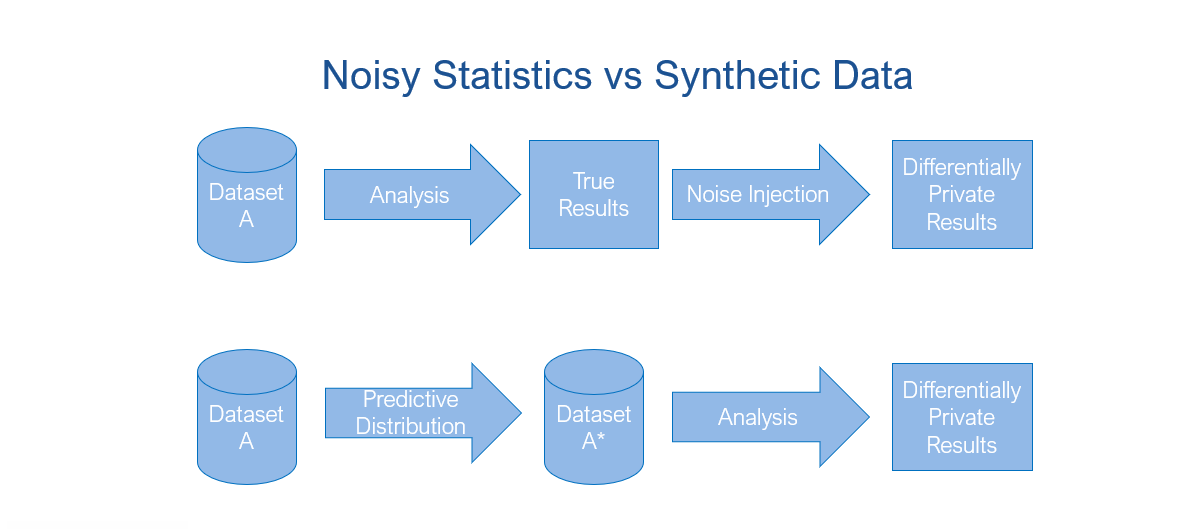 Noisy Statistics vs Synthetic Data
Dataset
A
Analysis
True
Results
Noise Injection
Differentially
Private
Results
Dataset
A
Predictive
Distribution
Dataset
A*
Analysis
Differentially
Private
Results